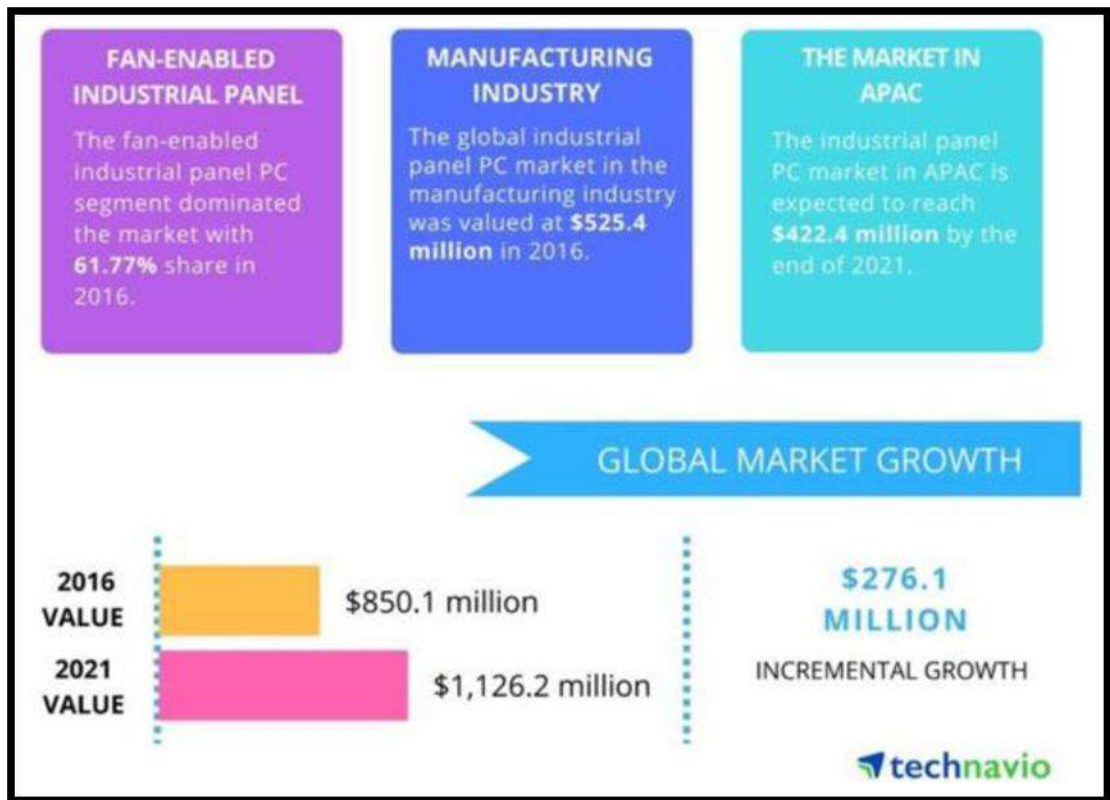 FAN-ENABLED
INDUSTRIAL PANEL
The fan-enabled
industrial panel PC
segment dominated
the market with
61.77% share in
2016.
MANUFACTURING
INDUSTRY
The global industrial
panel PC market in the
manufacturing industry
was valued at $525.4
million in 2016.
THE MARKET IN
APAC
The industrial panel
PC market in APAC is
expected to reach
$422.4 million by the
end of 2021.
GLOBAL MARKET GROWTH
2016
VALUE
$850.1 million
2021
VALUE
$1,126.2 million
$276.1
MILLION
INCREMENTAL GROWTH
technavio